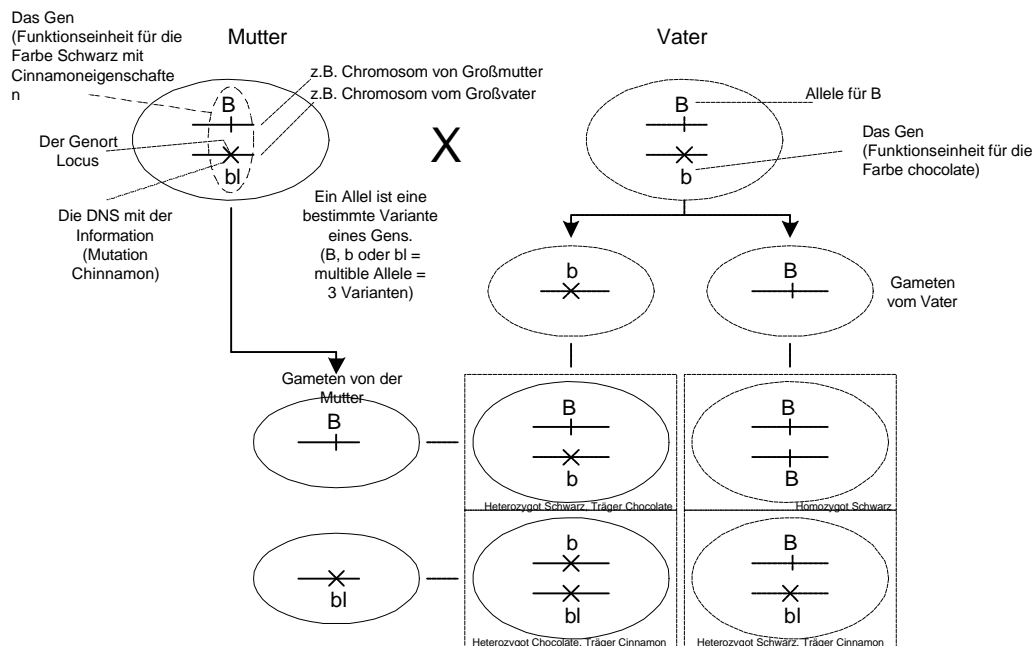 Das Gen
(Funktionseinheit für die
Farbe Schwarz mit
Cinnamoneigenschafte
n
Mutter
Vater
z.B. Chromosom von Großmutter
z.B. Chromosom vom Großvater
B
Der Genort
Locus
bl
Die DNS mit der
Information
(Mutation
Chinnamon)
X
Ein Allel ist eine
bestimmte Variante
eines Gens.
(B, b oder bl =
multible Allele =
3 Varianten)
B
Allele für B
b
Das Gen
(Funktionseinheit für die
Farbe chocolate)
b
B
Gameten
vom Vater
Gameten von der
Mutter
B
B
b
Heterozygot Schwarz, Träger Chocolate
B
B
Homozygot Schwarz
bl
b
bl
Heterozygot Chocolate, Träger Cinnamon
B
bl
Heterozygot Schwarz, Träger Cinnamon